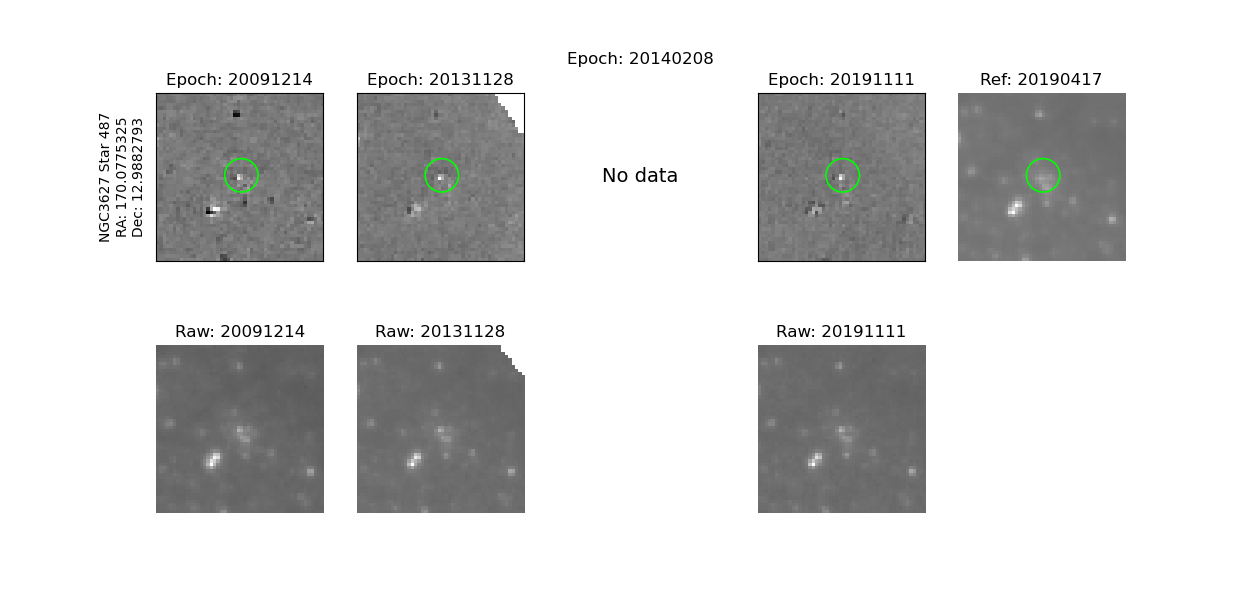 Epoch: 20140208
Epoch: 20091214
Epoch: 20131128
Epoch: 20191111
Ref: 20190417
NGC3627 Star 487
RA: 170.0775325
Dec: 12.9882793
No data
Raw: 20091214
Raw: 20131128
Raw: 20191111